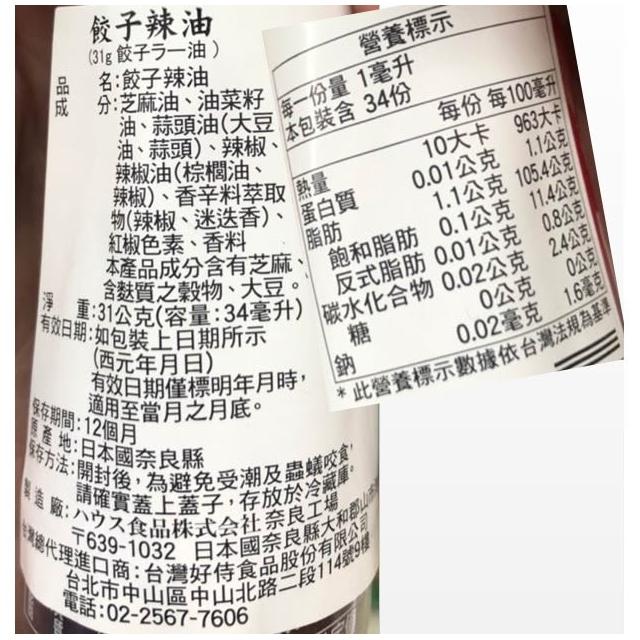 餃子辣油
(31g 餃子ラー油)
品名:餃子辣油
成分:芝麻油、油菜籽
油、蒜頭油(大豆
油、蒜頭)、辣椒、
辣椒油(棕櫚油、
辣椒)、香辛料萃取
物(辣椒、迷迭香)、
紅椒色素、香料
本產品成分含有芝麻、
含麩質之穀物、大豆。
淨重:31公克(容量:34毫升)
有效日期:如包裝上日期所示
(西元年月日)
有效日期僅標明年月時,
適用至當月之月底。
保存期間:12個月
原產地:日本國奈良縣
保存方法:開封後,為避免受潮及蟲蟻咬食,
請確實蓋上蓋子,存放於冷藏庫。
製造廠:ハウス食品株式会社奈良工場
〒639-1032 日本國奈良縣大和郡山市
台灣總代理進口商:台灣好侍食品股份有限公司
台北市中山區中山北路二段114號9樓
電話:02-2567-7606
營養標示
每一份量 1毫升
本包裝含 34份
每份 每100毫升
熱量 10大卡 963大卡
蛋白質 0.01公克 1.1公克
脂肪 1.1公克 105.4公克
飽和脂肪 0.1公克 11.4公克
反式脂肪 0.01公克 0.8公克
碳水化合物 0.02公克 2.4公克
糖 0公克 0公克
鈉 0.02毫克 1.6毫克
*此營養標示數據依台灣法規為基準